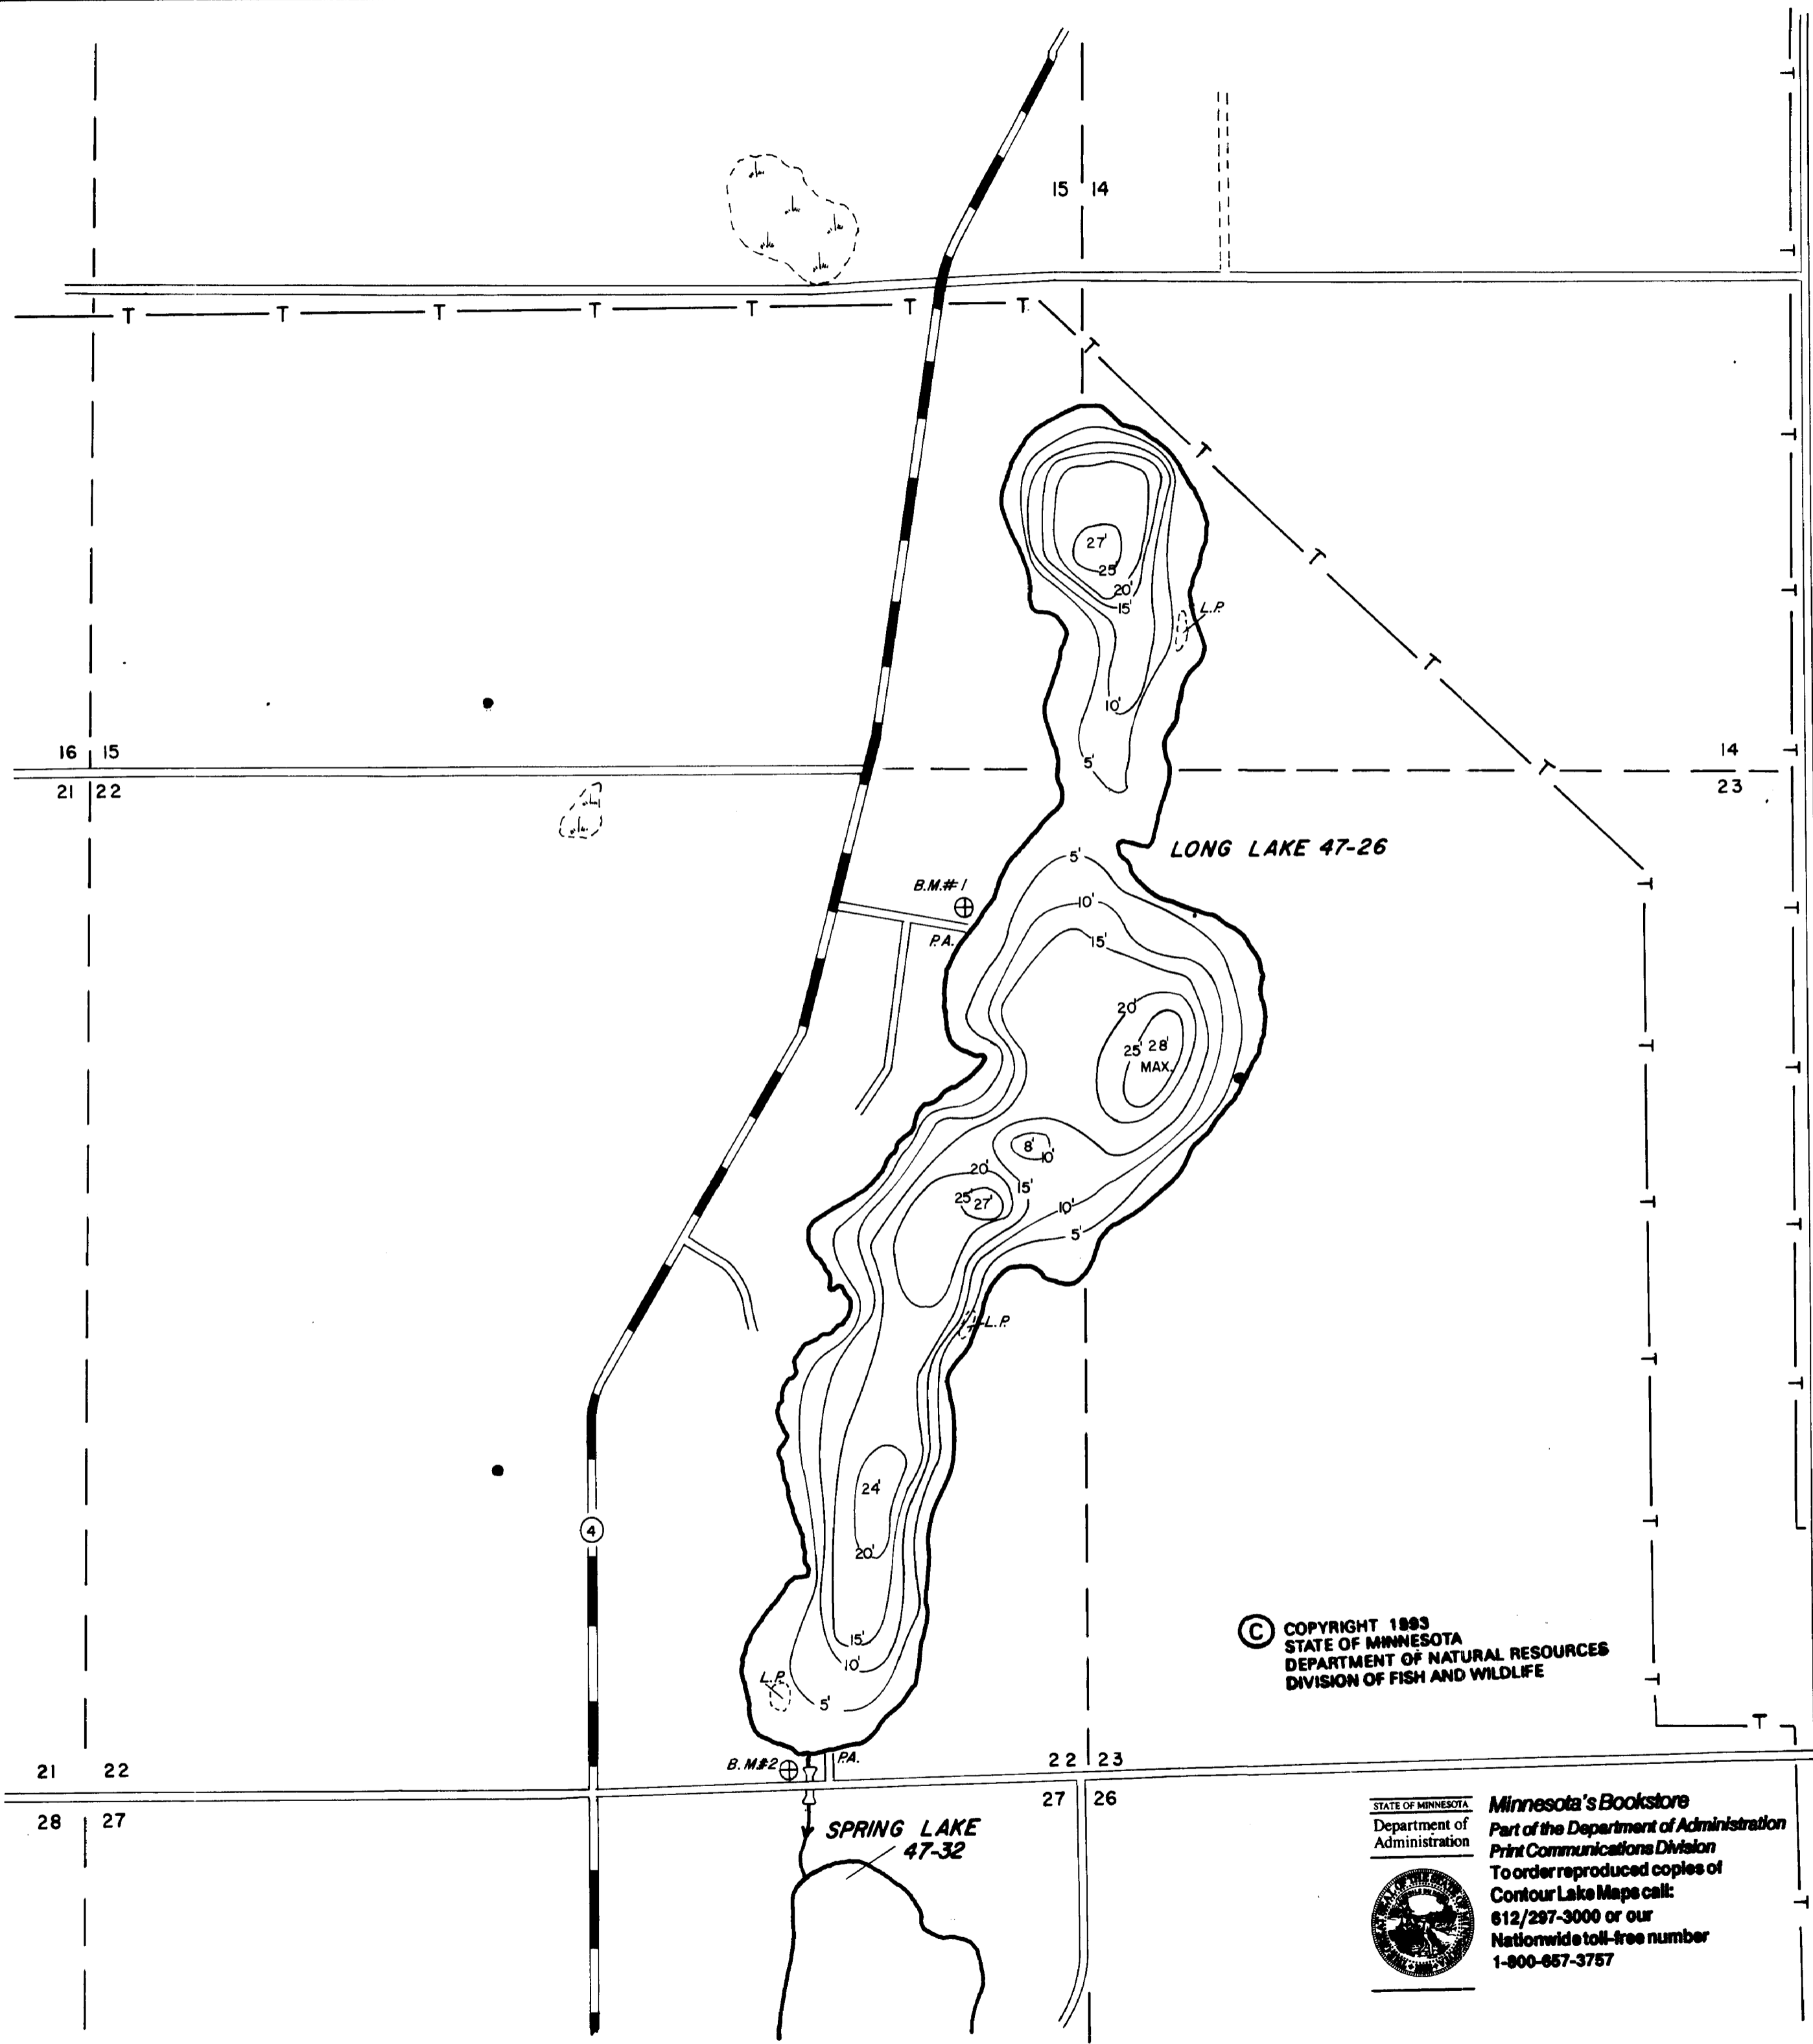 15 14
T T T T T T T
T
T
27'
25'
20'
15'
L.P.
T
T
10'
16 15
5'
14
T
21 22
23
LONG LAKE 47-26
5'
B.M.#1
10'
P.A.
15'
T
20'
25' 28'
MAX.
8'
10'
20'
15'
25' 27'
10'
5'
L.P.
24'
4
20'
15'
10'
L.P.
5'
C COPYRIGHT 1993
STATE OF MINNESOTA
DEPARTMENT OF NATURAL RESOURCES
DIVISION OF FISH AND WILDLIFE
T
B.M#2
P.A.
21 22
22 23
28 27
27 26
SPRING LAKE
47-32
STATE OF MINNESOTA
Department of
Administration
Minnesota's Bookstore
Part of the Department of Administration
Print Communications Division
To order reproduced copies of
Contour Lake Maps call:
612/297-3000 or our
Nationwide toll-free number
1-800-657-3757